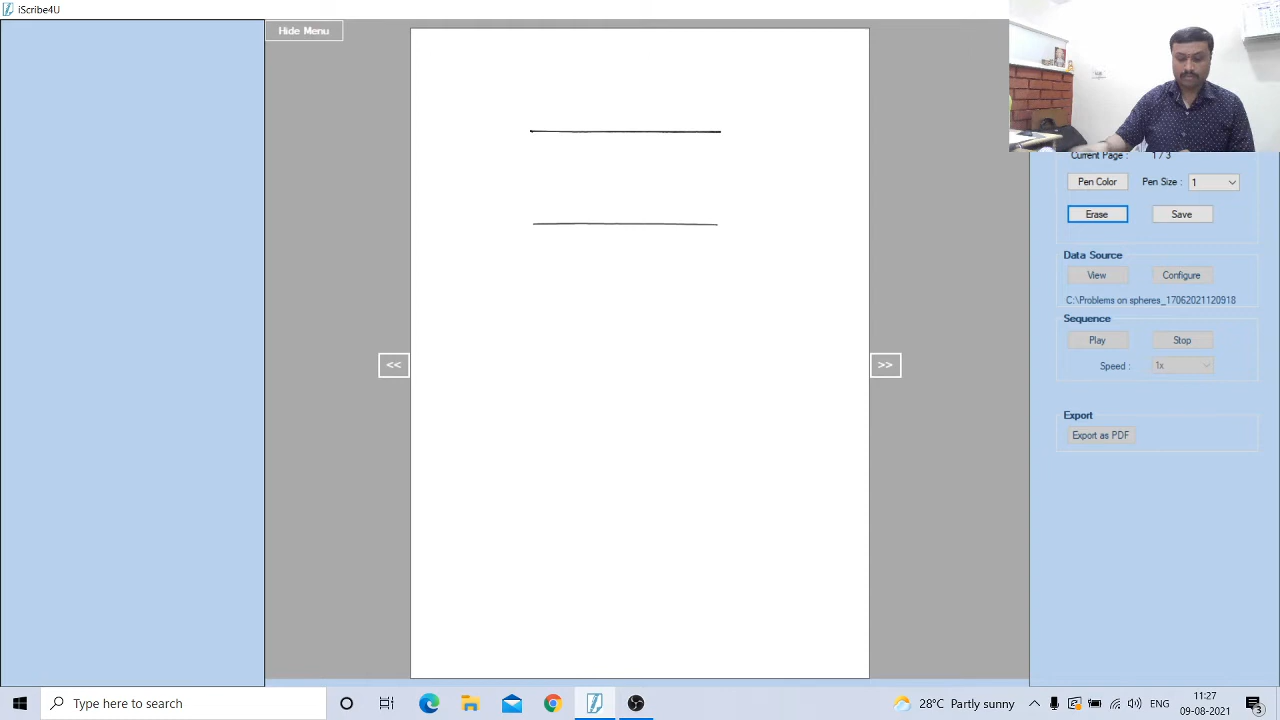 iScribe4U
Hide Menu
Current Page : 1 / 3
Pen Color Pen Size : 1
Erase Save
Data Source
View Configure
C:\Problems on spheres_17062021120918
Sequence
Play Stop
Speed : 1x
<< >>
Export
Export as PDF
Type here to search
28°C Partly sunny
ENG
11:27
09-08-2021
3